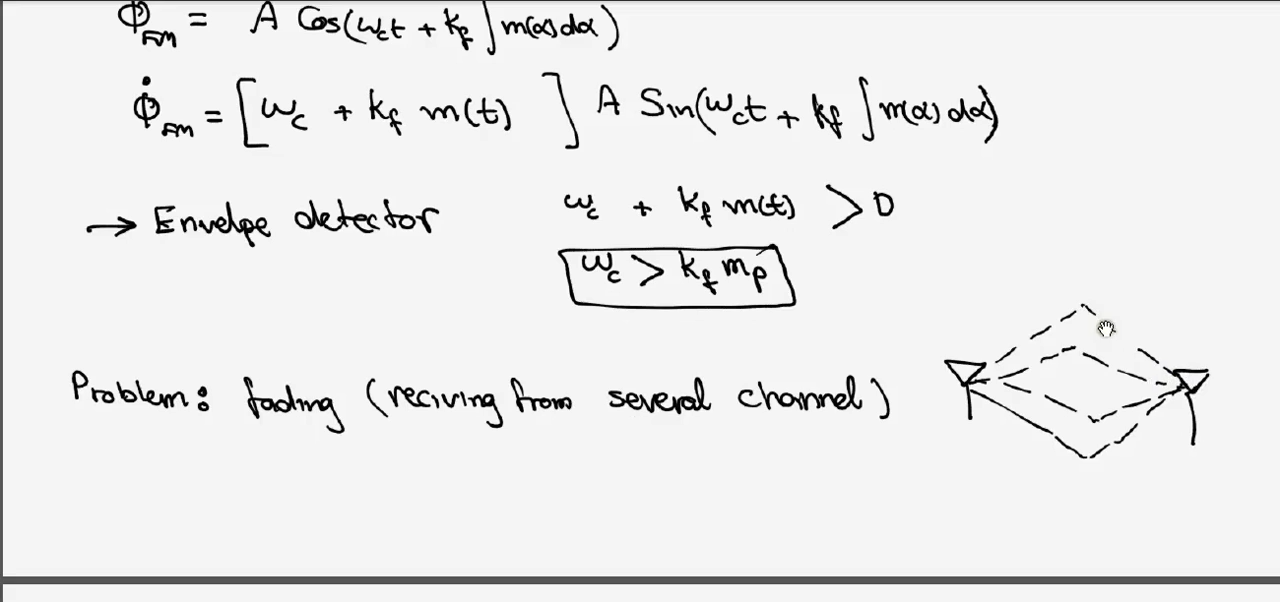 Φ_FM = A Cos(ω_c t + k_f ∫m(α)dα)
Φ̇_FM = [ω_c + k_f m(t)] A Sin(ω_c t + k_f ∫m(α)dα)
→ Envelpe detector ω_c + k_f m(t) > 0
ω_c > k_f m_p
Problem: fading (reciving from several channel)